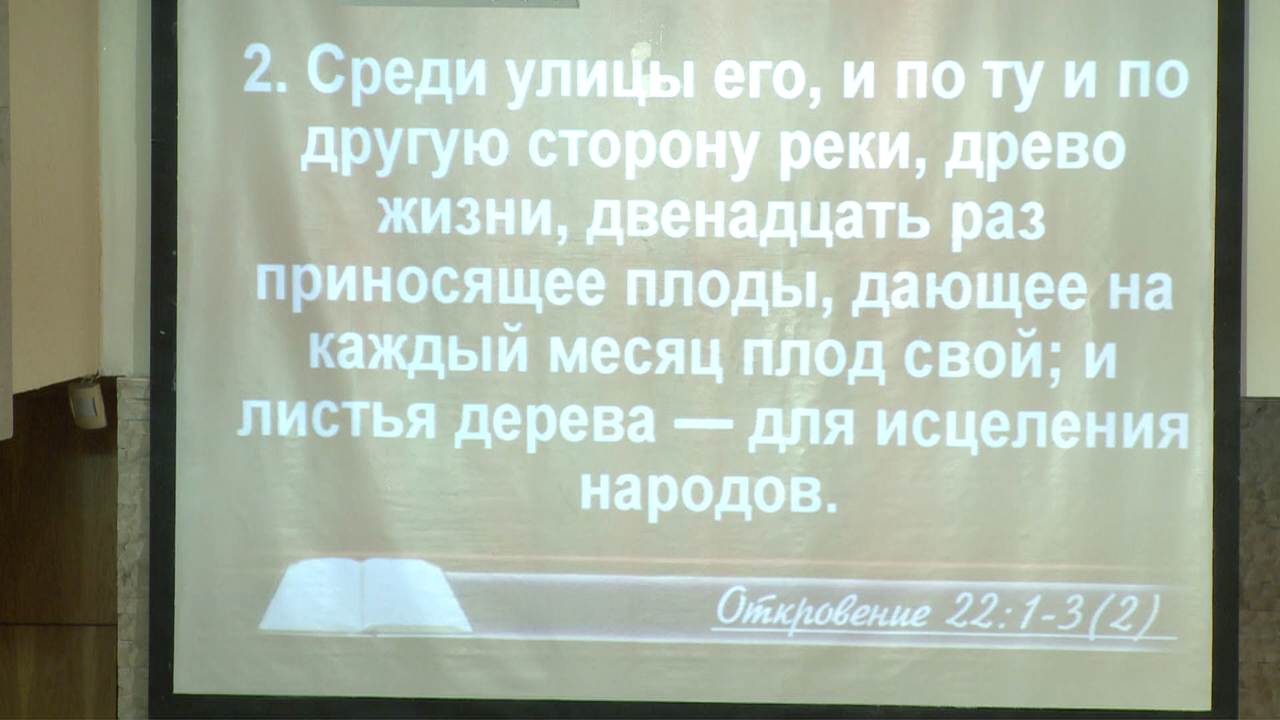 2. Среди улицы его, и по ту и по
другую сторону реки, древо
жизни, двенадцать раз
приносящее плоды, дающее на
каждый месяц плод свой; и
листья дерева — для исцеления
народов.
Откровение 22:1-3(2)